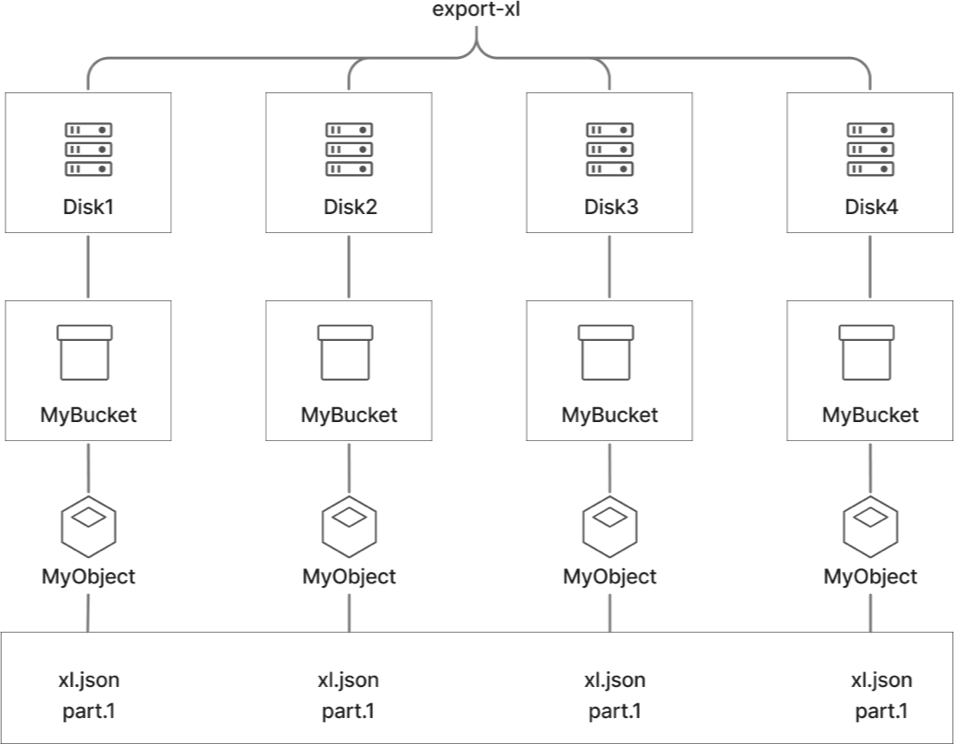 export-xl
Disk1
Disk2
Disk3
Disk4
MyBucket
MyBucket
MyBucket
MyBucket
MyObject
MyObject
MyObject
MyObject
xl.json
part.1
xl.json
part.1
xl.json
part.1
xl.json
part.1